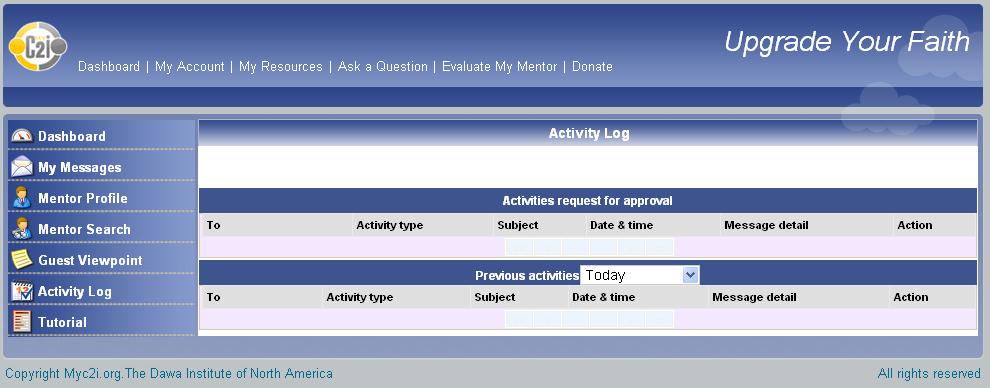 Upgrade Your Faith
C2i
Dashboard | My Account | My Resources | Ask a Question | Evaluate My Mentor | Donate
Dashboard
My Messages
Mentor Profile
Mentor Search
Guest Viewpoint
Activity Log
Tutorial
Activity Log
Activities request for approval
To Activity type Subject Date & time Message detail Action
Previous activities Today
To Activity type Subject Date & time Message detail Action
Copyright Myc2i.org.The Dawa Institute of North America
All rights reserved